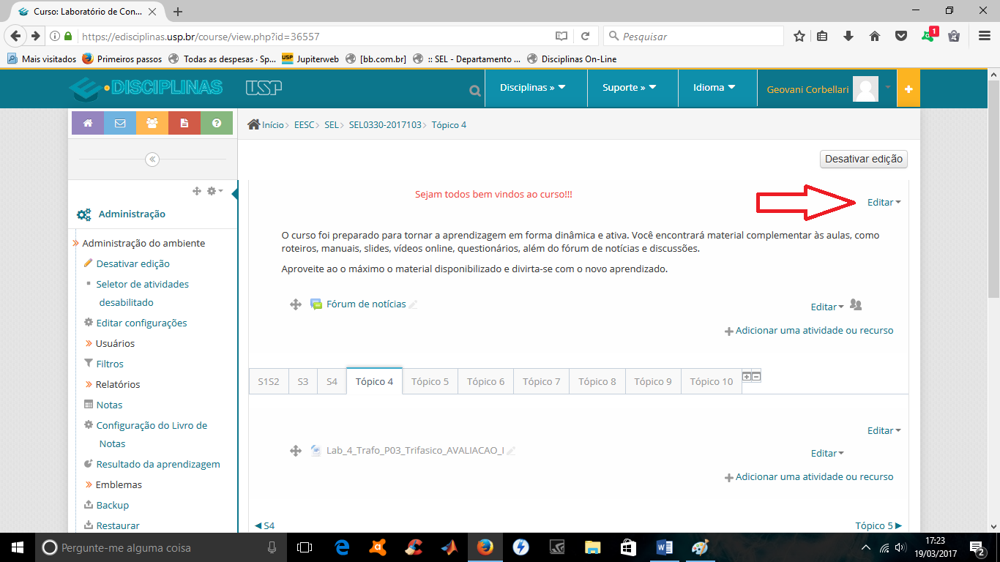 Curso: Laboratório de Con...
https://edisciplinas.usp.br/course/view.php?id=36557
Pesquisar
1
Mais visitados
Primeiros passos
Todas as despesas · Sp...
USP
Jupiterweb
[bb.com.br]
:: SEL - Departamento ...
Disciplinas On-Line
DISCIPLINAS
USP
Disciplinas »
Suporte »
Idioma
Geovani Corbellari
Início
EESC
SEL
SEL0330-2017103
Tópico 4
Desativar edição
Administração
Administração do ambiente
Desativar edição
Seletor de atividades
desabilitado
Editar configurações
Usuários
Filtros
Relatórios
Notas
Configuração do Livro de
Notas
Resultado da aprendizagem
Emblemas
Backup
Restaurar
Sejam todos bem vindos ao curso!!!
Editar
O curso foi preparado para tornar a aprendizagem em forma dinâmica e ativa. Você encontrará material complementar às aulas, como
roteiros, manuais, slides, vídeos online, questionários, além do fórum de notícias e discussões.
Aproveite ao o máximo o material disponibilizado e divirta-se com o novo aprendizado.
Fórum de notícias
Editar
Adicionar uma atividade ou recurso
S1S2
S3
S4
Tópico 4
Tópico 5
Tópico 6
Tópico 7
Tópico 8
Tópico 9
Tópico 10
Editar
Lab_4_Trafo_P03_Trifasico_AVALIACAO_I
Editar
Adicionar uma atividade ou recurso
S4
Tópico 5
Pergunte-me alguma coisa
17:23
19/03/2017
2